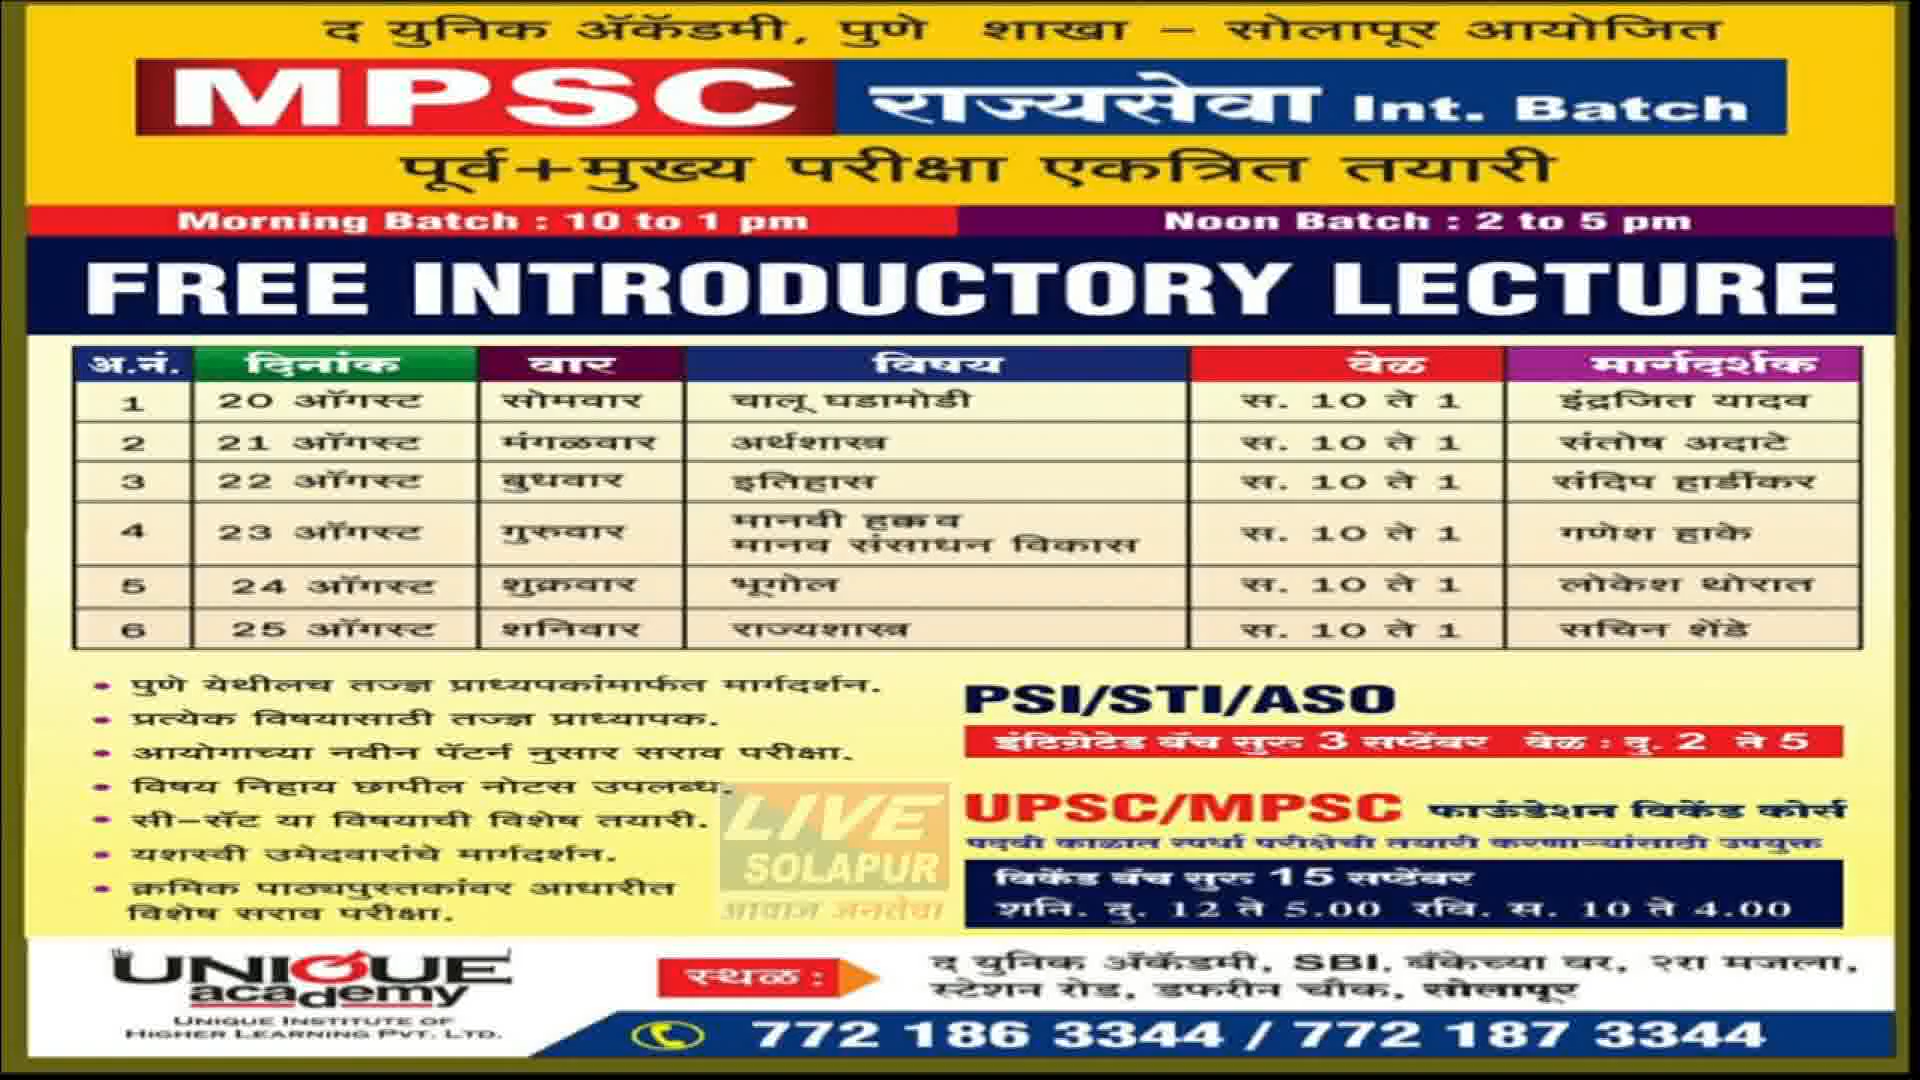 द युनिक ॲकॅडमी, पुणे शाखा – सोलापूर आयोजित
MPSC राज्यसेवा Int. Batch
पूर्व+मुख्य परीक्षा एकत्रित तयारी
Morning Batch : 10 to 1 pm Noon Batch : 2 to 5 pm
FREE INTRODUCTORY LECTURE
अ.नं. दिनांक वार विषय वेळ मार्गदर्शक
1 20 ऑगस्ट सोमवार चालू घडामोडी स. 10 ते 1 इंद्रजित यादव
2 21 ऑगस्ट मंगळवार अर्थशास्त्र स. 10 ते 1 संतोष अदाटे
3 22 ऑगस्ट बुधवार इतिहास स. 10 ते 1 संदिप हार्डीकर
4 23 ऑगस्ट गुरुवार मानवी हक्क व मानव संसाधन विकास स. 10 ते 1 गणेश हाके
5 24 ऑगस्ट शुक्रवार भूगोल स. 10 ते 1 लोकेश थोरात
6 25 ऑगस्ट शनिवार राज्यशास्त्र स. 10 ते 1 सचिन शेंडे
• पुणे येथीलच तज्ज्ञ प्राध्यपकांमार्फत मार्गदर्शन.
• प्रत्येक विषयासाठी तज्ज्ञ प्राध्यापक.
• आयोगाच्या नवीन पॅटर्न नुसार सराव परीक्षा.
• विषय निहाय छापील नोटस उपलब्ध.
• सी–सॅट या विषयाची विशेष तयारी.
• यशस्वी उमेदवारांचे मार्गदर्शन.
• क्रमिक पाठ्यपुस्तकांवर आधारीत
विशेष सराव परीक्षा.
LIVE
SOLAPUR
आवाज जनतेचा
PSI/STI/ASO
इंटिग्रेटेड बॅच सुरु 3 सप्टेंबर वेळ : दु. 2 ते 5
UPSC/MPSC फाऊंडेशन विकेंड कोर्स
पदवी काळात स्पर्धा परीक्षेची तयारी करणाऱ्यांसाठी उपयुक्त
विकेंड बॅच सुरु 15 सप्टेंबर
शनि. दु. 12 ते 5.00 रवि. स. 10 ते 4.00
UNIQUE
academy
UNIQUE INSTITUTE OF
HIGHER LEARNING PVT. LTD.
स्थळ :
द युनिक ॲकॅडमी, SBI, बँकेच्या वर, २रा मजला,
स्टेशन रोड, डफरीन चौक, सोलापूर
772 186 3344 / 772 187 3344